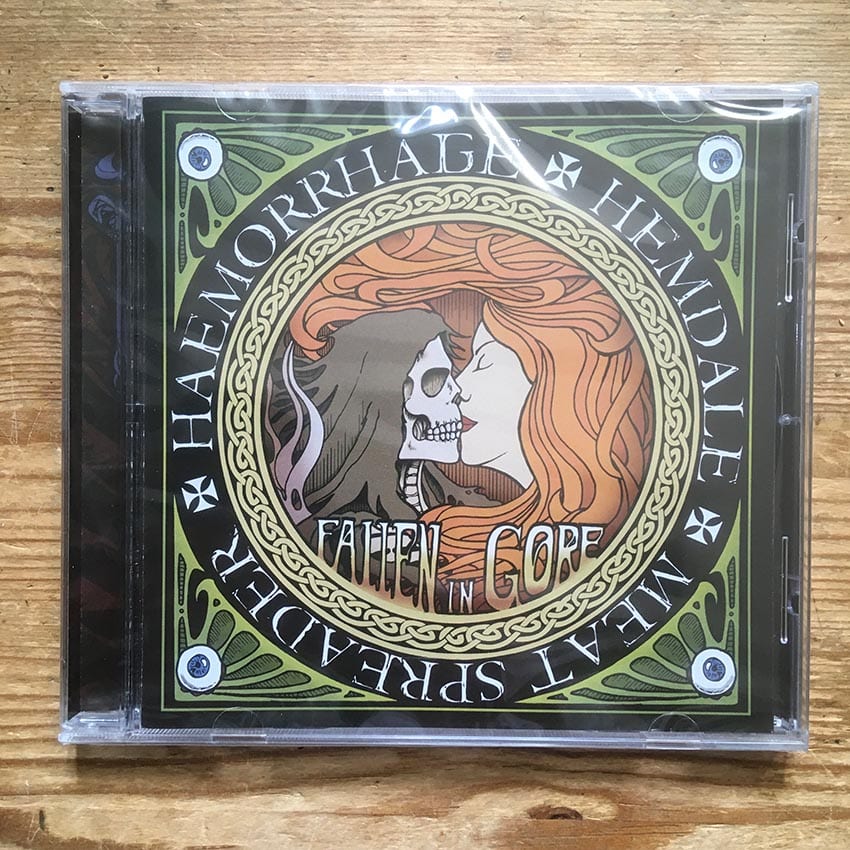 HAEMORRHAGE
HEMDALE
MEAT SPREADER
FALLEN IN GORE